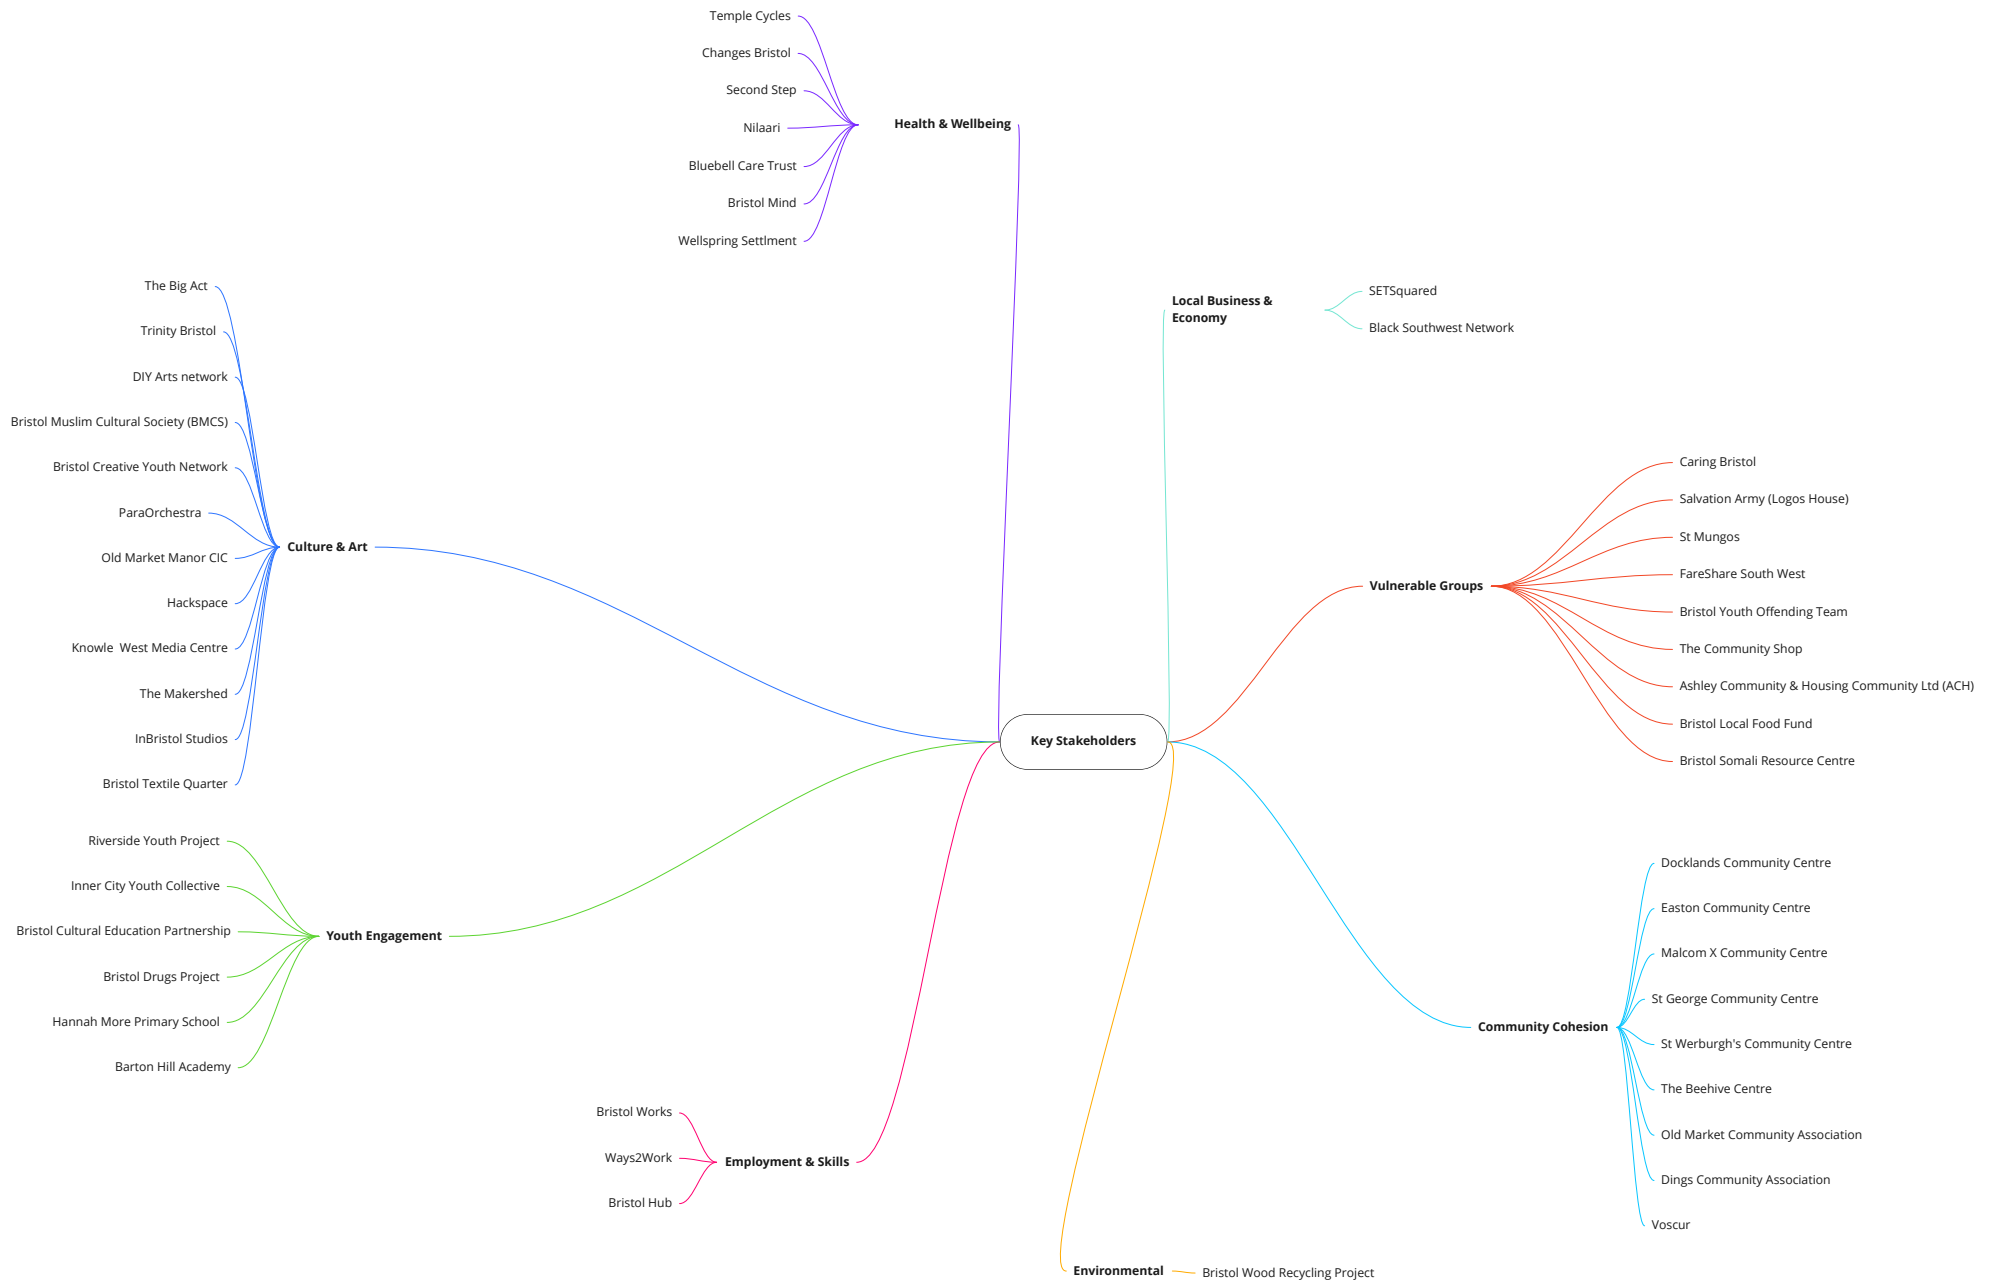 Temple Cycles
Changes Bristol
Second Step
Nilaari
Bluebell Care Trust
Bristol Mind
Wellspring Settlment
Health & Wellbeing
The Big Act
Trinity Bristol
DIY Arts network
Bristol Muslim Cultural Society (BMCS)
Bristol Creative Youth Network
ParaOrchestra
Old Market Manor CIC
Hackspace
Knowle  West Media Centre
The Makershed
InBristol Studios
Bristol Textile Quarter
Culture & Art
Riverside Youth Project
Inner City Youth Collective
Bristol Cultural Education Partnership
Bristol Drugs Project
Hannah More Primary School
Barton Hill Academy
Youth Engagement
Bristol Works
Ways2Work
Bristol Hub
Employment & Skills
Key Stakeholders
Local Business &
Economy
SETSquared
Black Southwest Network
Vulnerable Groups
Caring Bristol
Salvation Army (Logos House)
St Mungos
FareShare South West
Bristol Youth Offending Team
The Community Shop
Ashley Community & Housing Community Ltd (ACH)
Bristol Local Food Fund
Bristol Somali Resource Centre
Community Cohesion
Docklands Community Centre
Easton Community Centre
Malcom X Community Centre
St George Community Centre
St Werburgh's Community Centre
The Beehive Centre
Old Market Community Association
Dings Community Association
Voscur
Environmental
Bristol Wood Recycling Project